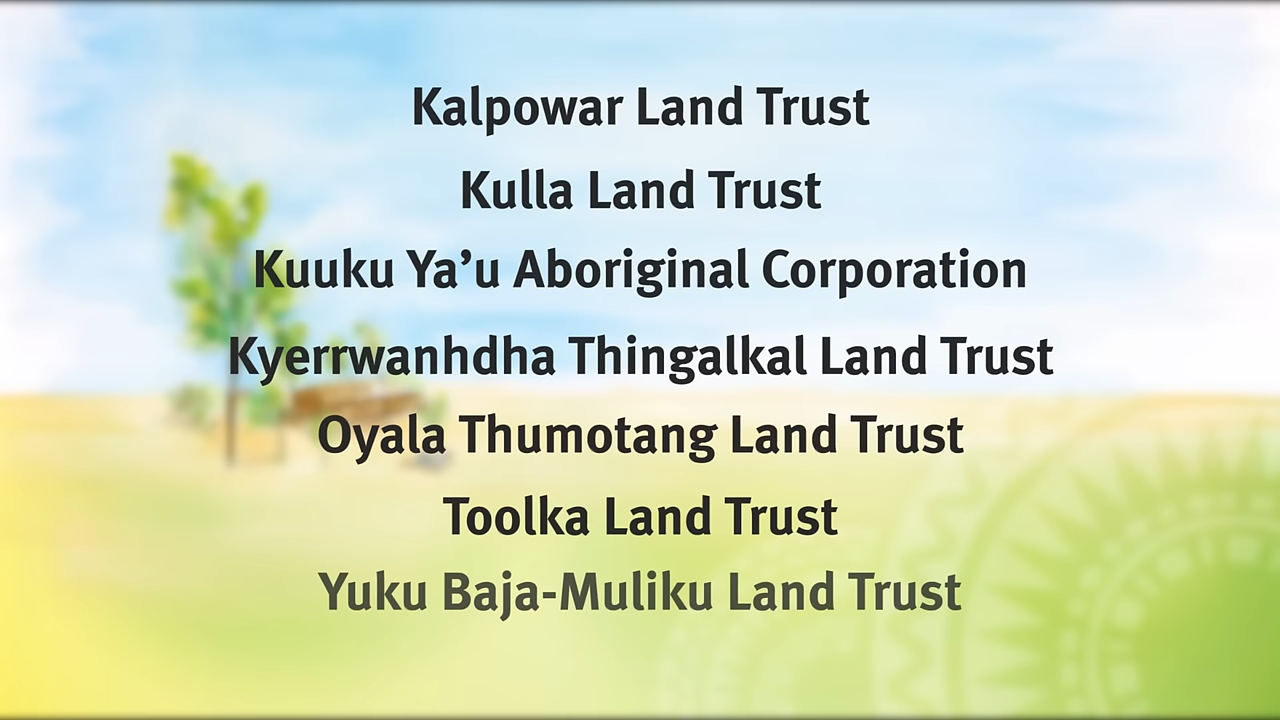 Kalpowar Land Trust
Kulla Land Trust
Kuuku Ya’u Aboriginal Corporation
Kyerrwanhdha Thingalkal Land Trust
Oyala Thumotang Land Trust
Toolka Land Trust
Yuku Baja-Muliku Land Trust